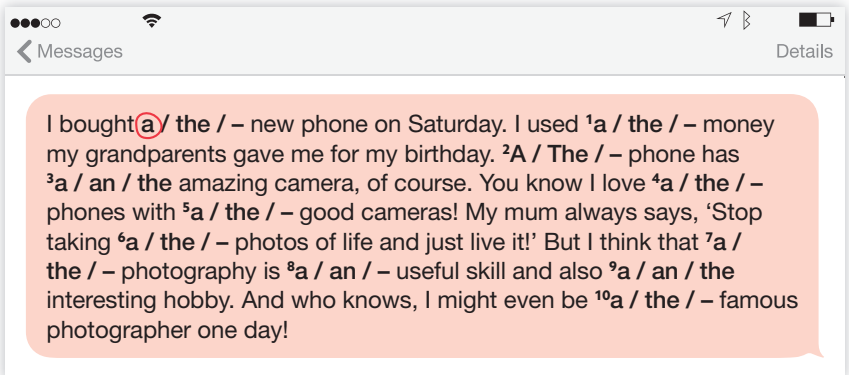 Messages
Details
I bought a / the / – new phone on Saturday. I used ¹a / the / – money
my grandparents gave me for my birthday. ²A / The / – phone has
³a / an / the amazing camera, of course. You know I love ⁴a / the / –
phones with ⁵a / the / – good cameras! My mum always says, ‘Stop
taking ⁶a / the / – photos of life and just live it!’ But I think that ⁷a /
the / – photography is ⁸a / an / – useful skill and also ⁹a / an / the
interesting hobby. And who knows, I might even be ¹⁰a / the / – famous
photographer one day!